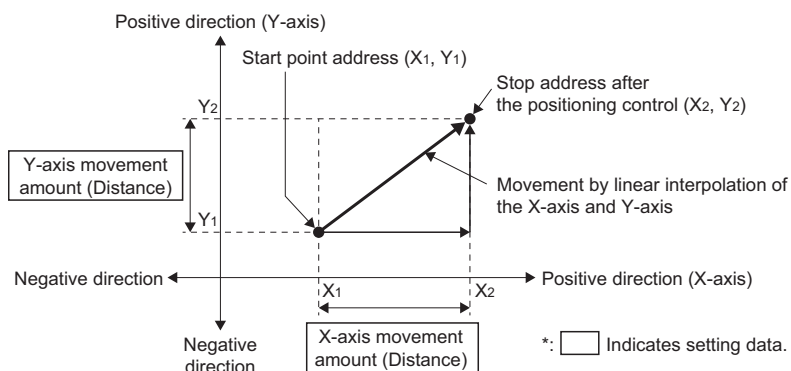 Positive direction (Y-axis)
Start point address (X1, Y1)
Stop address after
the positioning control (X2, Y2)
Y2
Y-axis movement
amount (Distance)
Movement by linear interpolation of
the X-axis and Y-axis
Y1
Negative direction
Positive direction (X-axis)
X1
X2
X-axis movement
amount (Distance)
*: Indicates setting data.
Negative
direction